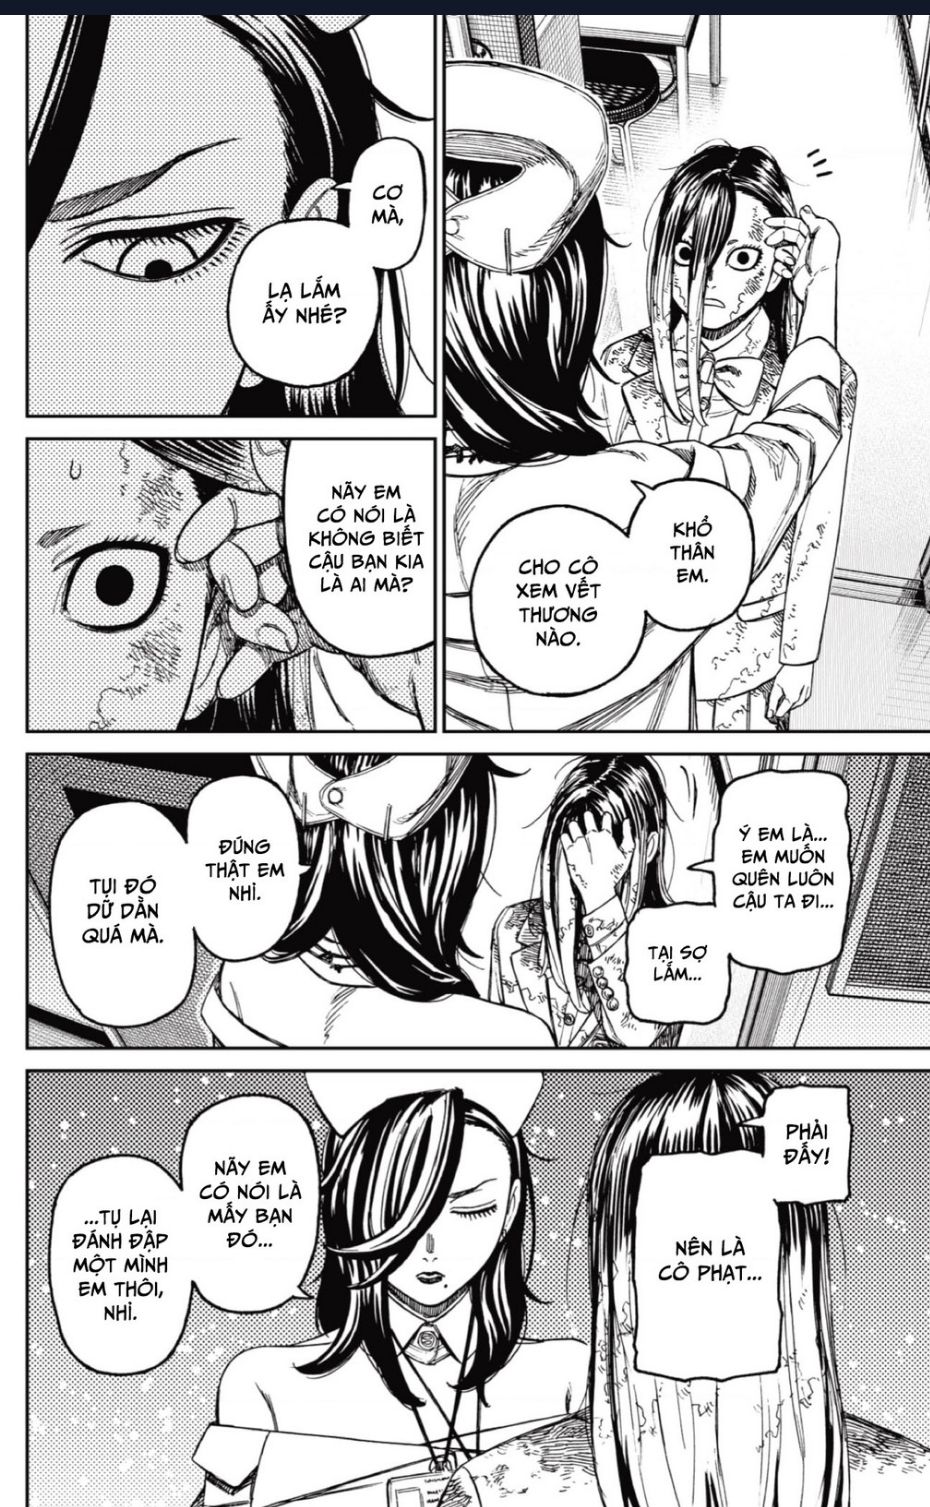 KHỔ
THÂN
EM.
CHO CÔ
XEM VẾT
THƯƠNG
NÀO.
CƠ
MÀ,
LẠ LẮM
ẤY NHÉ?
NÃY EM
CÓ NÓI LÀ
KHÔNG BIẾT
CẬU BẠN KIA
LÀ AI MÀ?
Ý EM LÀ...
EM MUỐN
QUÊN LUÔN
CẬU TA ĐI...
TẠI SỢ
LẮM...
ĐÚNG
THẬT EM
NHỈ.
TỤI ĐÓ
DỮ DẰN
QUÁ MÀ.
PHẢI
ĐẤY!
NÊN LÀ
CÔ PHẠT...
NÃY EM
CÓ NÓI LÀ
MẤY BẠN
ĐÓ...
...TỤ LẠI
ĐÁNH ĐẬP
MỘT MÌNH
EM THÔI,
NHỈ.